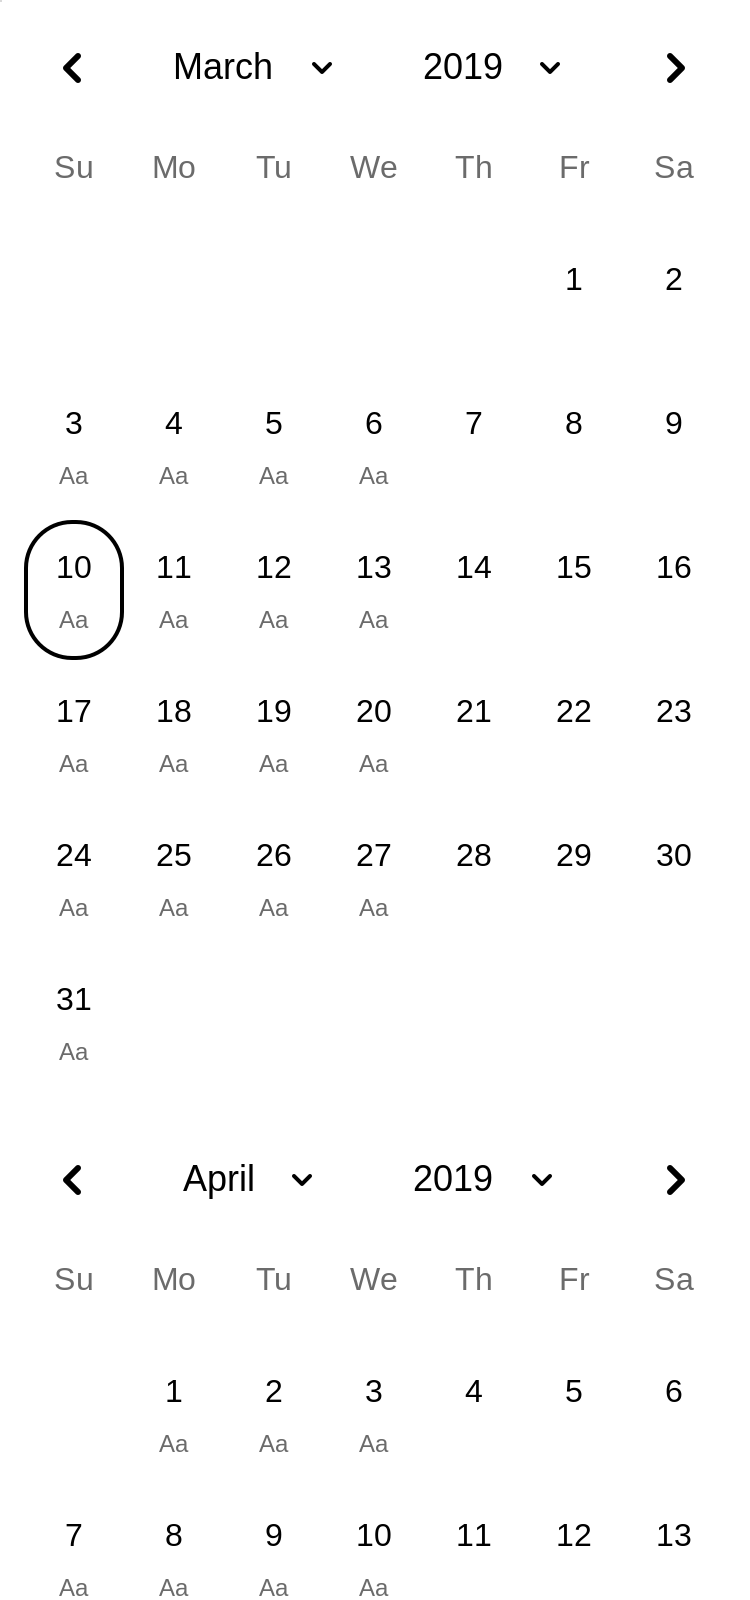 March 2019
Su Mo Tu We Th Fr Sa
1 2
3 4 5 6 7 8 9
Aa Aa Aa Aa
10 11 12 13 14 15 16
Aa Aa Aa Aa
17 18 19 20 21 22 23
Aa Aa Aa Aa
24 25 26 27 28 29 30
Aa Aa Aa Aa
31
Aa
April 2019
Su Mo Tu We Th Fr Sa
1 2 3 4 5 6
Aa Aa Aa
7 8 9 10 11 12 13
Aa Aa Aa Aa